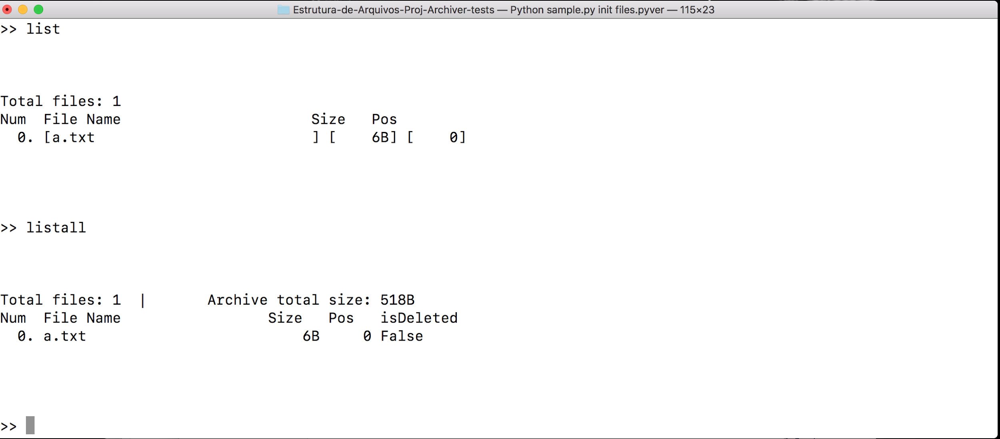 Estrutura-de-Arquivos-Proj-Archiver-tests — Python sample.py init files.pyver — 115×23
>> list
Total files: 1
Num  File Name                      Size   Pos
  0. [a.txt                         ] [    6B] [    0]
>> listall
Total files: 1  |       Archive total size: 518B
Num  File Name                 Size   Pos   isDeleted
  0. a.txt                         6B     0 False
>>